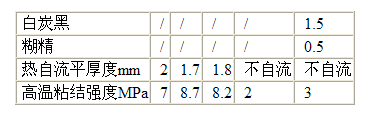 白炭黑 / / / / 1.5
糊精 / / / / 0.5
热自流平厚度mm 2 1.7 1.8 不自流 不自流
高温粘结强度MPa 7 8.7 8.2 2 3